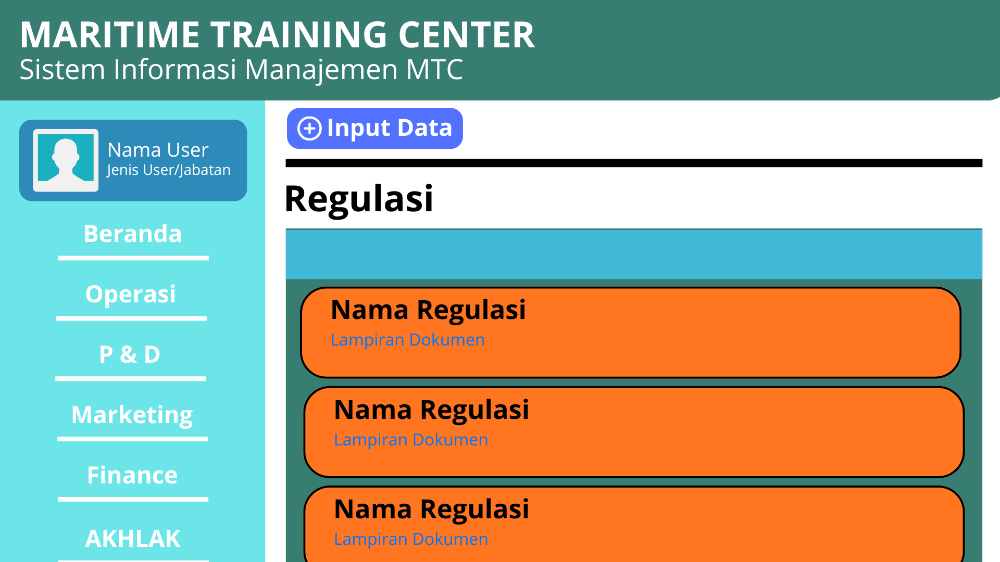 MARITIME TRAINING CENTER
Sistem Informasi Manajemen MTC
Nama User
Jenis User/Jabatan
Beranda
Operasi
P & D
Marketing
Finance
AKHLAK
Input Data
Regulasi
Nama Regulasi
Lampiran Dokumen
Nama Regulasi
Lampiran Dokumen
Nama Regulasi
Lampiran Dokumen